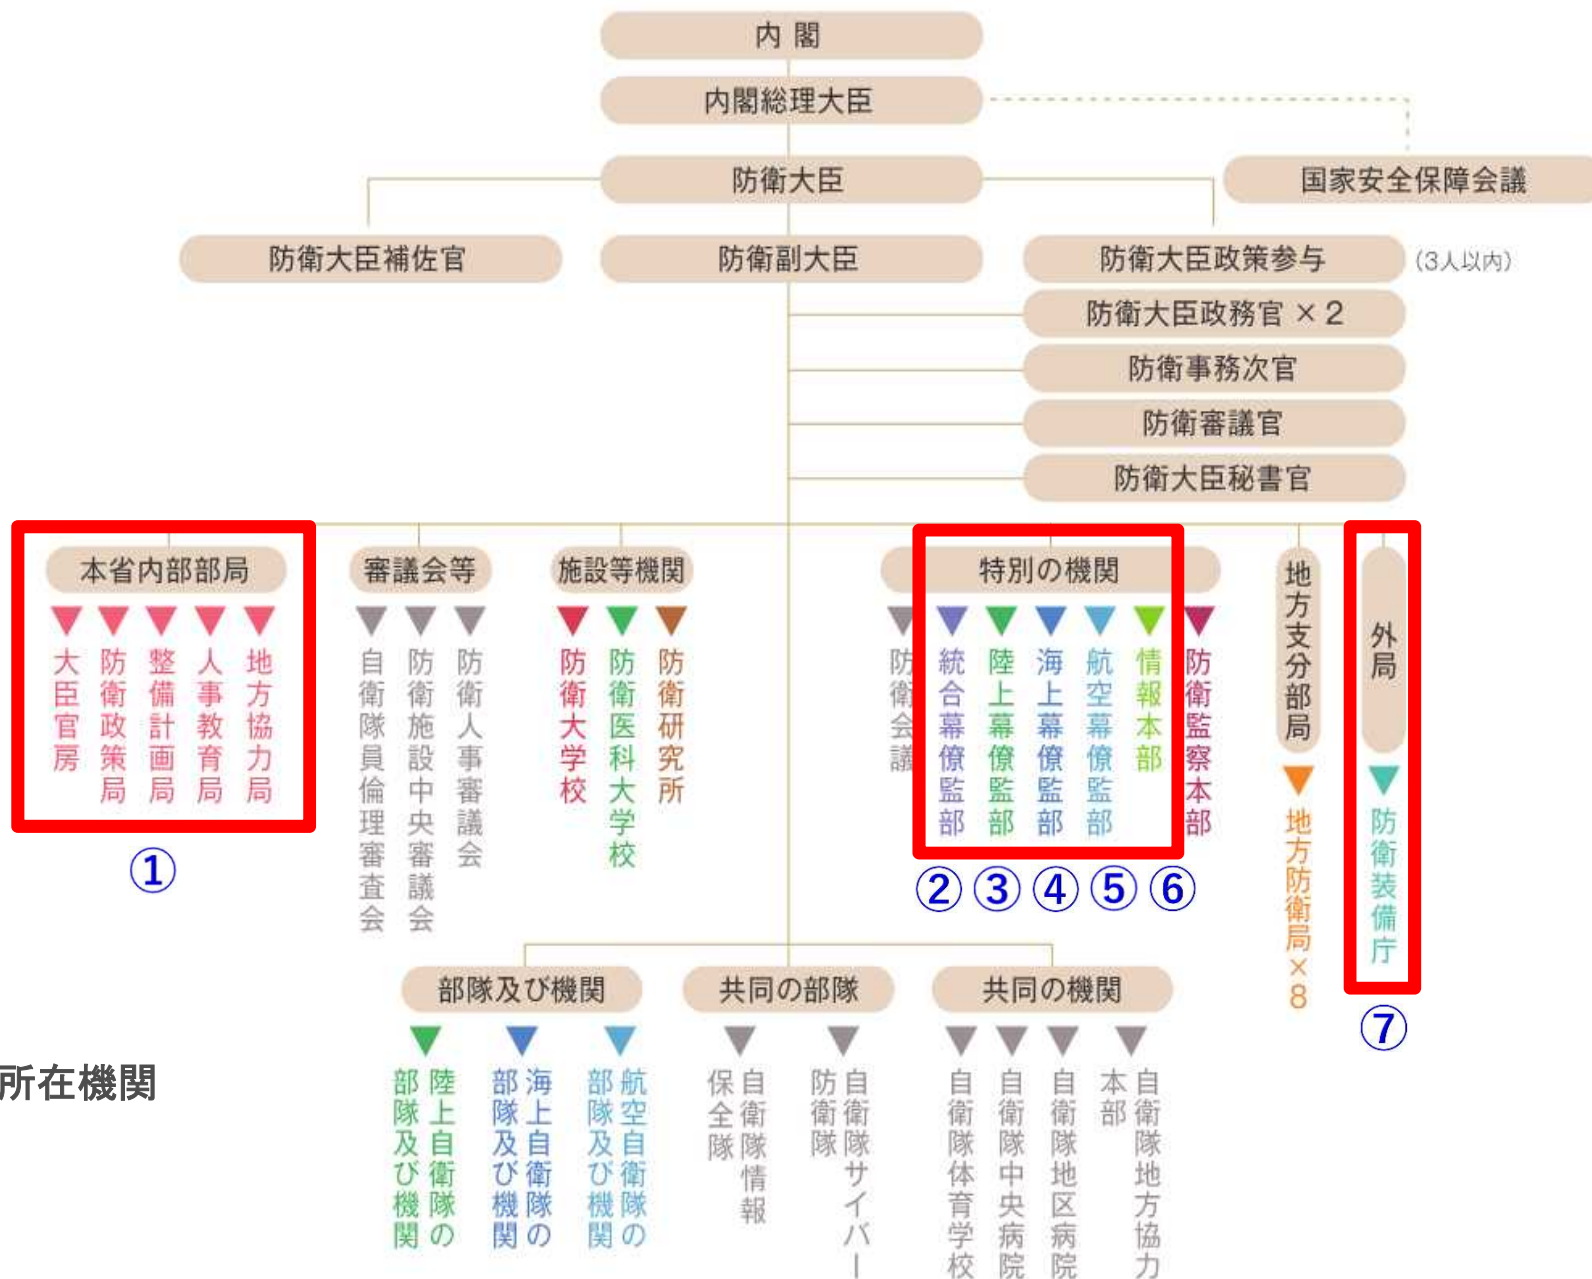 内閣
内閣総理大臣
防衛大臣
国家安全保障会議
防衛大臣補佐官
防衛副大臣
防衛大臣政策参与
(3人以内)
防衛大臣政務官×2
防衛事務次官
防衛審議官
防衛大臣秘書官
本省内部部局
大臣官房
防衛政策局
整備計画局
人事教育局
地方協力局
①
審議会等
自衛隊員倫理審査会
防衛施設中央審議会
防衛人事審議会
施設等機関
防衛大学校
防衛医科大学校
防衛研究所
特別の機関
防衛会議
統合幕僚監部
陸上幕僚監部
海上幕僚監部
航空幕僚監部
情報本部
防衛監察本部
②
③
④
⑤
⑥
地方支分部局
地方防衛局×8
外局
防衛装備庁
⑦
部隊及び機関
陸上自衛隊の
部隊及び機関
海上自衛隊の
部隊及び機関
航空自衛隊の
部隊及び機関
共同の部隊
自衛隊情報
保全隊
自衛隊サイバー
防衛隊
共同の機関
自衛隊体育学校
自衛隊中央病院
自衛隊地区病院
自衛隊地方協力
本部
所在機関